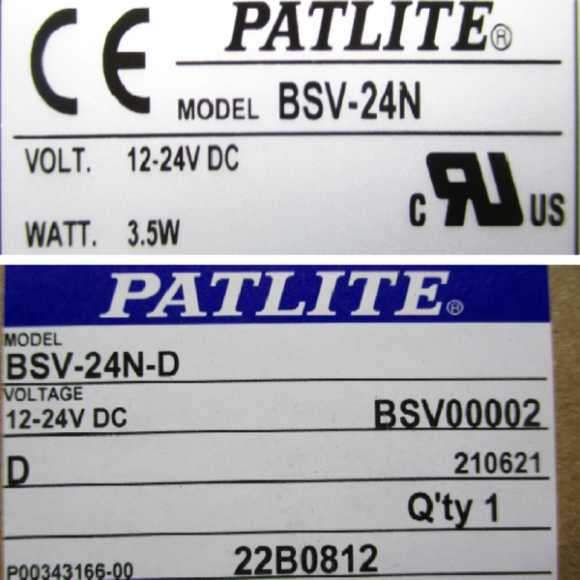 CE PATLITE®
MODEL BSV-24N
VOLT. 12-24V DC
WATT. 3.5W
C RU US
PATLITE®
MODEL
BSV-24N-D
VOLTAGE
12-24V DC BSV00002
D 210621
Q'ty 1
P00343166-00 22B0812